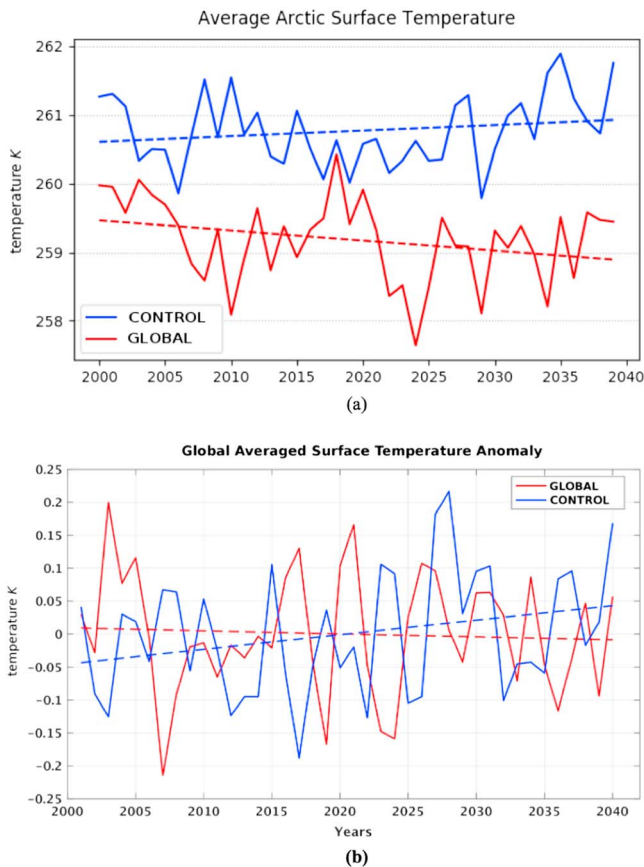 Average Arctic Surface Temperature
262
261
260
259
258
temperature K
CONTROL
GLOBAL
2000 2005 2010 2015 2020 2025 2030 2035 2040
(a)
Global Averaged Surface Temperature Anomaly
0.25
0.2
0.15
0.1
0.05
0
−0.05
−0.1
−0.15
−0.2
−0.25
temperature K
GLOBAL
CONTROL
2000 2005 2010 2015 2020 2025 2030 2035 2040
Years
(b)